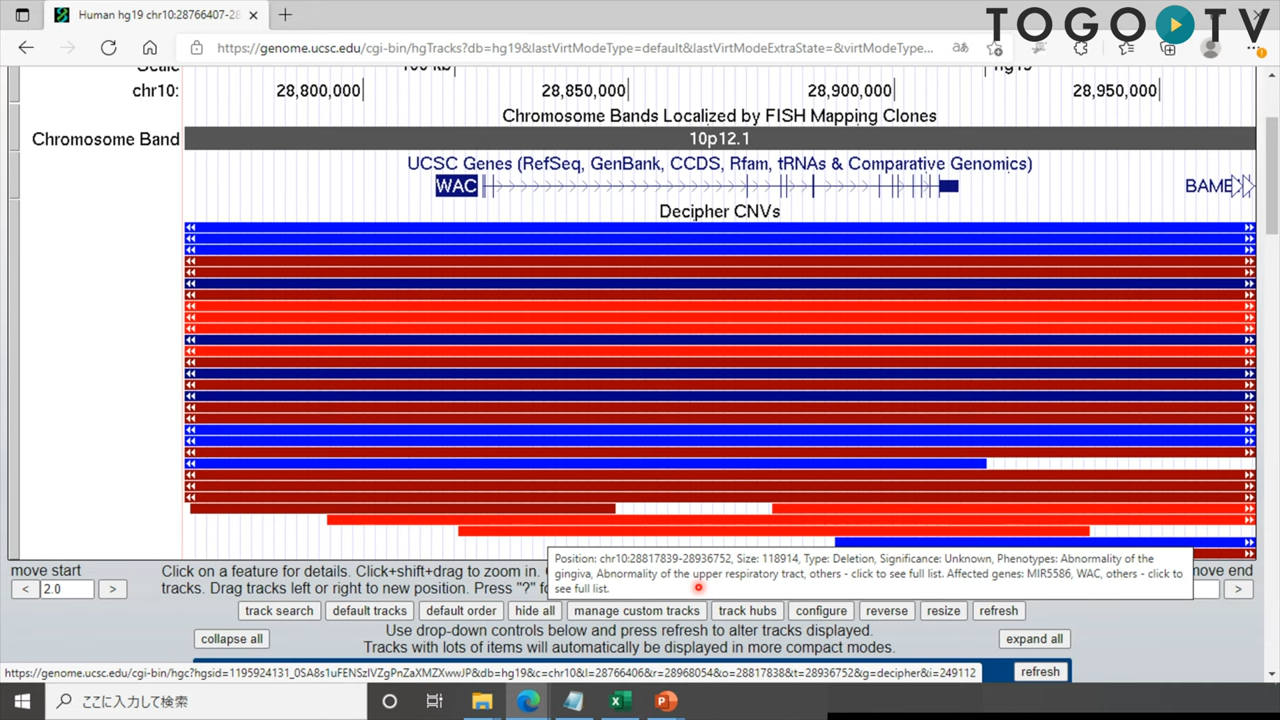 Human hg19 chr10:28766407-28
TOGO TV
https://genome.ucsc.edu/cgi-bin/hgTracks?db=hg19&lastVirtModeType=default&lastVirtModeExtraState=&virtModeType...
Scale 100 kb hg19
chr10: 28,800,000 28,850,000 28,900,000 28,950,000
Chromosome Bands Localized by FISH Mapping Clones
Chromosome Band 10p12.1
UCSC Genes (RefSeq, GenBank, CCDS, Rfam, tRNAs & Comparative Genomics)
WAC BAME
Decipher CNVs
Position: chr10:28817839-28936752, Size: 118914, Type: Deletion, Significance: Unknown, Phenotypes: Abnormality of the
gingiva, Abnormality of the upper respiratory tract, others - click to see full list. Affected genes: MIR5586, WAC, others - click to
see full list.
move start Click on a feature for details. Click+shift+drag to zoom in. move end
< 2.0 > tracks. Drag tracks left or right to new position. Press "?" fo >
track search default tracks default order hide all manage custom tracks track hubs configure reverse resize refresh
collapse all Use drop-down controls below and press refresh to alter tracks displayed. expand all
Tracks with lots of items will automatically be displayed in more compact modes.
https://genome.ucsc.edu/cgi-bin/hgc?hgsid=1195924131_0SA8s1uFENSzIVZgPnZaXMZXwwJP&db=hg19&c=chr10&l=28766406&r=28968054&o=28817838&t=28936752&g=decipher&i=249112 refresh
ここに入力して検索